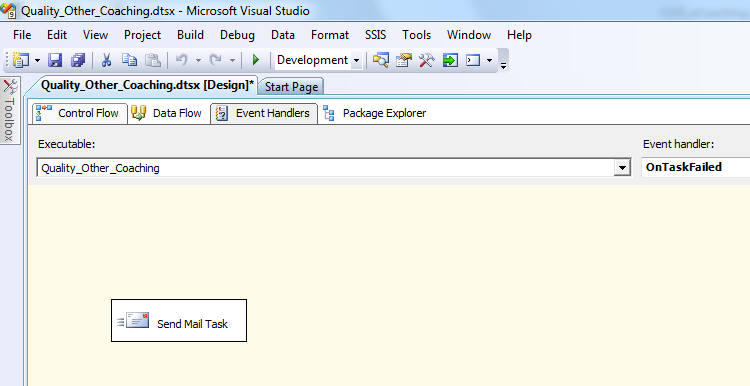 Quality_Other_Coaching.dtsx - Microsoft Visual Studio
File Edit View Project Build Debug Data Format SSIS Tools Window Help
Development
Quality_Other_Coaching.dtsx [Design]* Start Page
Toolbox
Control Flow Data Flow Event Handlers Package Explorer
Executable: Event handler:
Quality_Other_Coaching OnTaskFailed
Send Mail Task